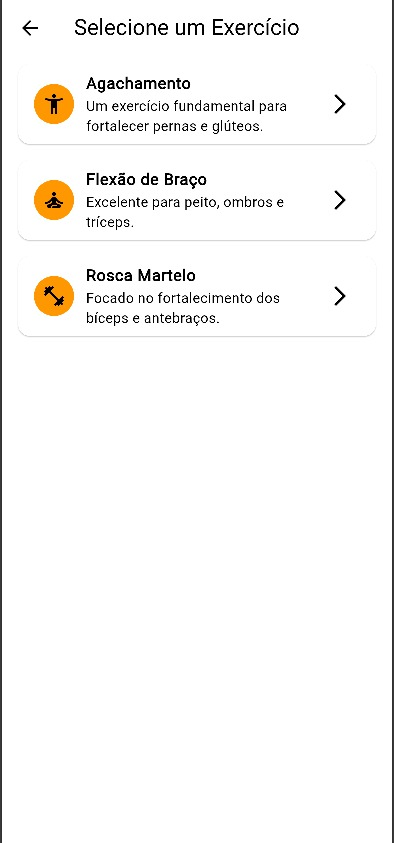 Selecione um Exercício
Agachamento
Um exercício fundamental para
fortalecer pernas e glúteos.
Flexão de Braço
Excelente para peito, ombros e
tríceps.
Rosca Martelo
Focado no fortalecimento dos
bíceps e antebraços.